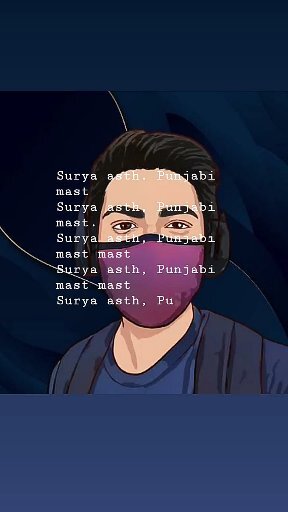 Surya asth. Punjabi
mast
Surya asth, Punjabi
mast.
Surya asth, Punjabi
mast mast
Surya asth, Punjabi
mast mast
Surya asth, Pu